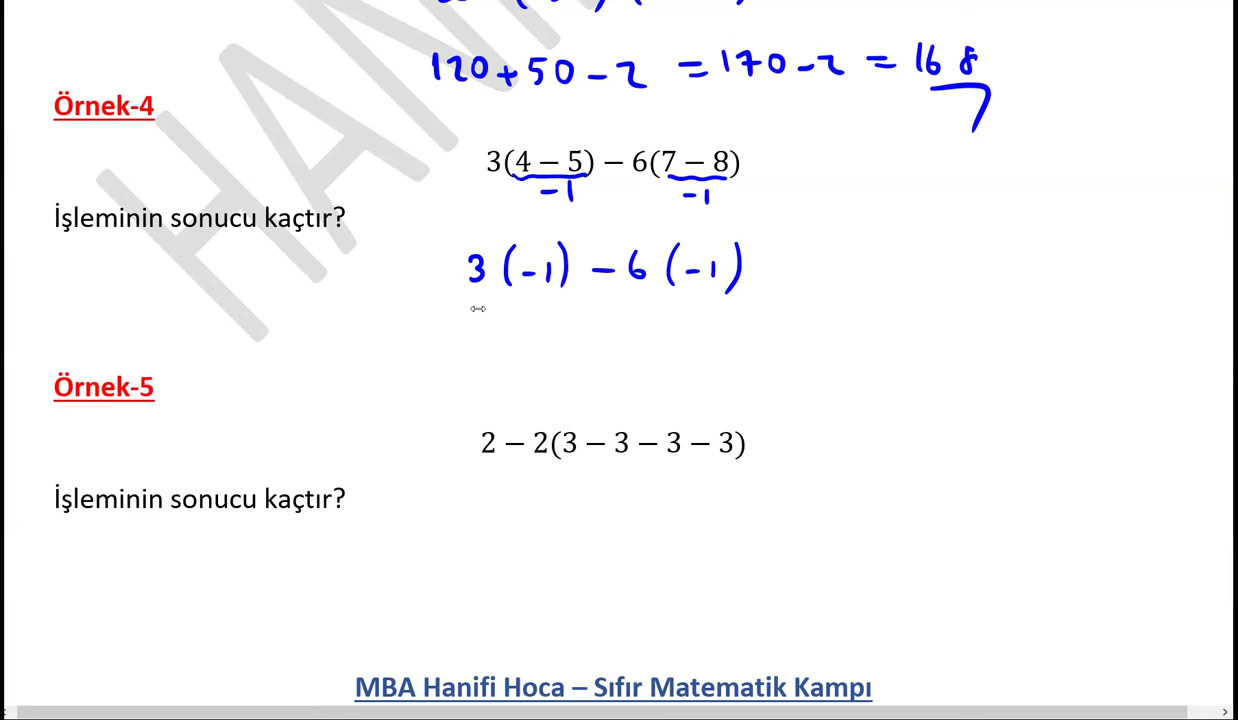 120+50-2 =170-2 = 168
Örnek-4
3(4 − 5) − 6(7 − 8)
-1 -1
İşleminin sonucu kaçtır?
3 (-1) - 6 (-1)
Örnek-5
2 − 2(3 − 3 − 3 − 3)
İşleminin sonucu kaçtır?
MBA Hanifi Hoca – Sıfır Matematik Kampı